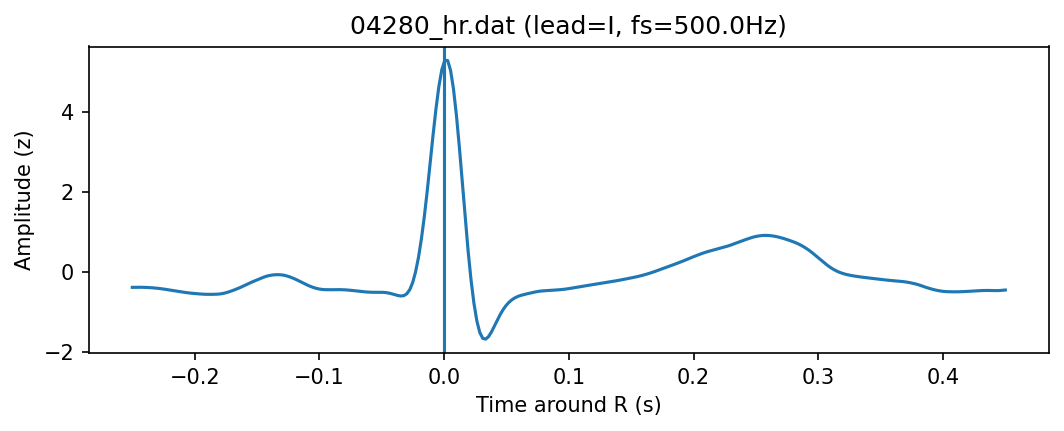 04280_hr.dat (lead=I, fs=500.0Hz)
Amplitude (z)
4
2
0
−2
−0.2 −0.1 0.0 0.1 0.2 0.3 0.4
Time around R (s)